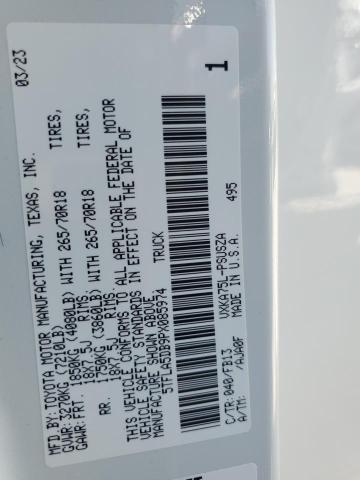 MFD.BY:TOYOTA MOTOR MANUFACTURING, TEXAS, INC. 03/23
GVWR: 3270KG (7210LB)
GAWR:FRT. 1850KG (4080LB) WITH 265/70R18 TIRES,
18X7.5J RIMS
RR. 1750KG (3860LB) WITH 265/70R18 TIRES,
18X7.5J RIMS
THIS VEHICLE CONFORMS TO ALL APPLICABLE FEDERAL MOTOR
VEHICLE SAFETY STANDARDS IN EFFECT ON THE DATE OF
MANUFACTURE SHOWN ABOVE.
5TFLA5DB9PX085974 TRUCK
1
UXKA75L-PSUSZA 495
C/TR:040/FB13 MADE IN U.S.A.
A/TM: /AJA0F